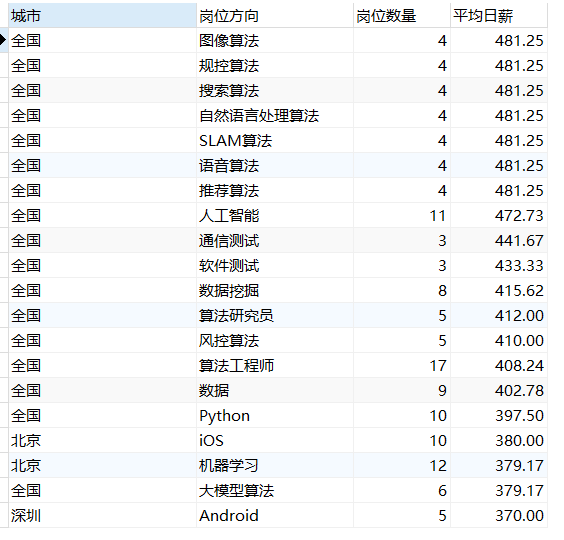 城市 岗位方向 岗位数量 平均日薪
全国 图像算法 4 481.25
全国 规控算法 4 481.25
全国 搜索算法 4 481.25
全国 自然语言处理算法 4 481.25
全国 SLAM算法 4 481.25
全国 语音算法 4 481.25
全国 推荐算法 4 481.25
全国 人工智能 11 472.73
全国 通信测试 3 441.67
全国 软件测试 3 433.33
全国 数据挖掘 8 415.62
全国 算法研究员 5 412.00
全国 风控算法 5 410.00
全国 算法工程师 17 408.24
全国 数据 9 402.78
全国 Python 10 397.50
北京 iOS 10 380.00
北京 机器学习 12 379.17
全国 大模型算法 6 379.17
深圳 Android 5 370.00